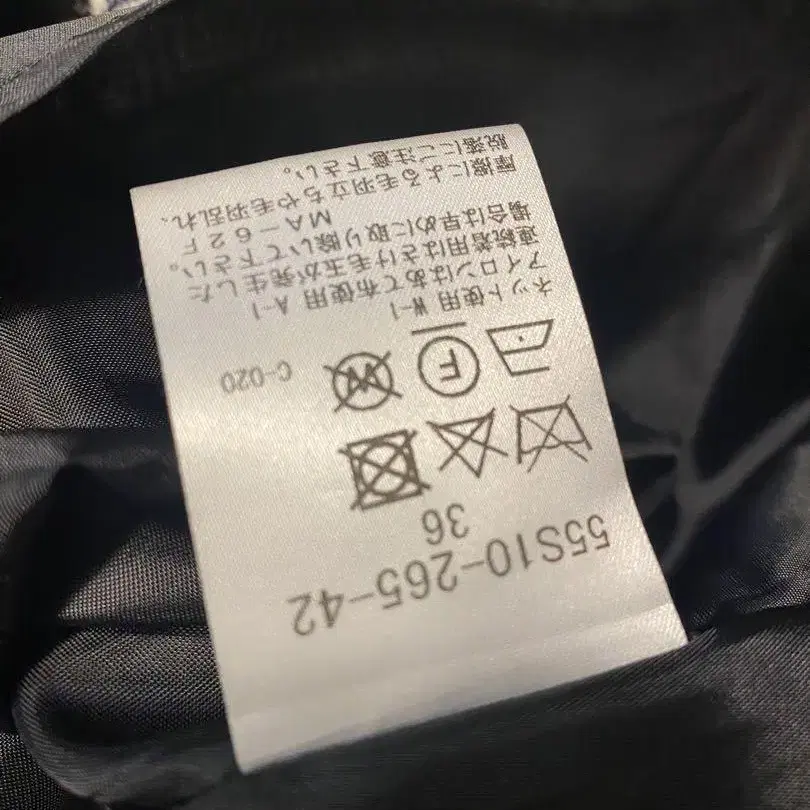 55S10-265-42
36
F
W
C-020
ネット使用 W-1
アイロンはあて布使用 A-1
連続着用はさけ毛玉が発生した
場合は早めに取り除いて下さい。
MA-62F
摩擦による毛羽立ちや毛羽乱れ、
脱落にご注意下さい。